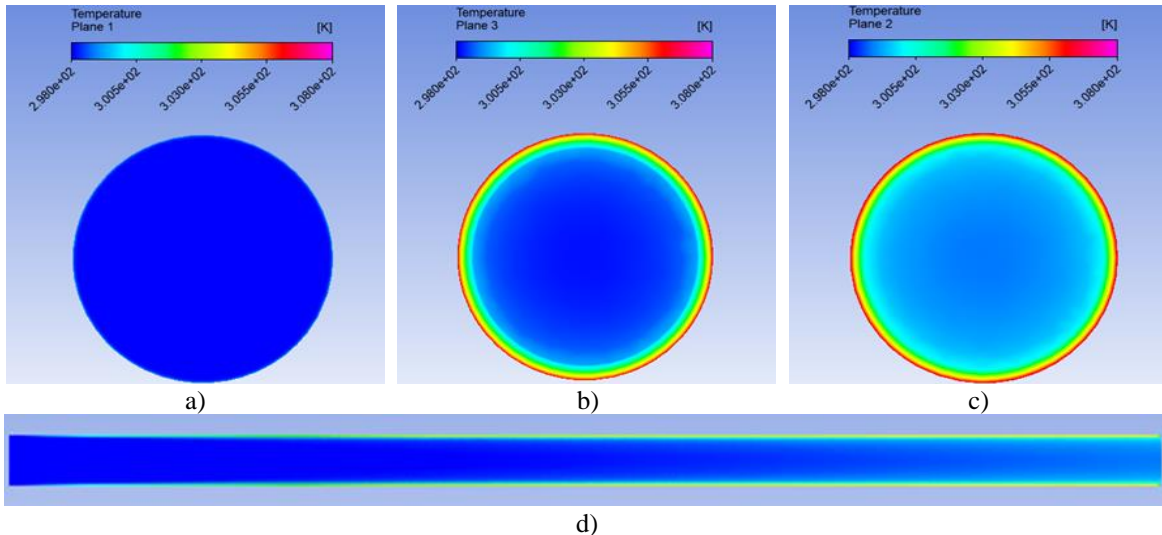 Temperature
Plane 1
[K]
2.980e+02
3.005e+02
3.030e+02
3.055e+02
3.080e+02
Temperature
Plane 3
[K]
2.980e+02
3.005e+02
3.030e+02
3.055e+02
3.080e+02
Temperature
Plane 2
[K]
2.980e+02
3.005e+02
3.030e+02
3.055e+02
3.080e+02
a)
b)
c)
d)